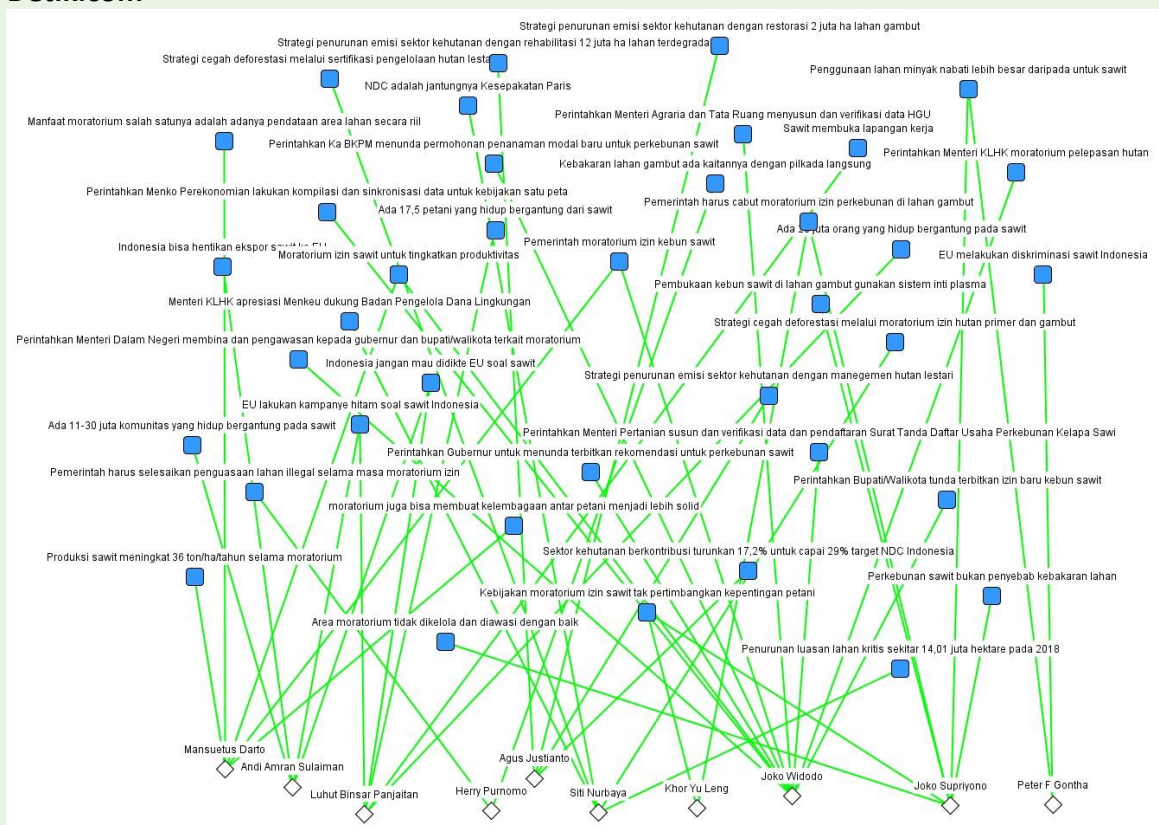 Strategi penurunan emisi sektor kehutanan dengan restorasi 2 juta ha lahan gambut
Strategi penurunan emisi sektor kehutanan dengan rehabilitasi 12 juta ha lahan terdegrada
Strategi cegah deforestasi melalui sertifikasi pengelolaan hutan lesta
Penggunaan lahan minyak nabati lebih besar daripada untuk sawit
NDC adalah jantungnya Kesepakatan Paris
Perintahkan Menteri Agraria dan Tata Ruang menyusun dan verifikasi data HGU
Manfaat moratorium salah satunya adalah adanya pendataan area lahan secara riil
Sawit membuka lapangan kerja
Perintahkan Ka BKPM menunda permohonan penanaman modal baru untuk perkebunan sawit
Perintahkan Menteri KLHK moratorium pelepasan hutan
Kebakaran lahan gambut ada kaitannya dengan pilkada langsung
Perintahkan Menko Perekonomian lakukan kompilasi dan sinkronisasi data untuk kebijakan satu peta
Pemerintah harus cabut moratorium izin perkebunan di lahan gambut
Ada 17,5 petani yang hidup bergantung dari sawit
Ada juta orang yang hidup bergantung pada sawit
Pemerintah moratorium izin kebun sawit
Indonesia bisa hentikan ekspor sawit ke EU
Moratorium izin sawit untuk tingkatkan produktivitas
EU melakukan diskriminasi sawit Indonesia
Pembukaan kebun sawit di lahan gambut gunakan sistem inti plasma
Menteri KLHK apresiasi Menkeu dukung Badan Pengelola Dana Lingkungan
Strategi cegah deforestasi melalui moratorium izin hutan primer dan gambut
Perintahkan Menteri Dalam Negeri membina dan pengawasan kepada gubernur dan bupati/walikota terkait moratorium
Indonesia jangan mau didikte EU soal sawit
Strategi penurunan emisi sektor kehutanan dengan manegemen hutan lestari
EU lakukan kampanye hitam soal sawit Indonesia
Ada 11-30 juta komunitas yang hidup bergantung pada sawit
Perintahkan Menteri Pertanian susun dan verifikasi data dan pendaftaran Surat Tanda Daftar Usaha Perkebunan Kelapa Sawi
Perintahkan Gubernur untuk menunda terbitkan rekomendasi untuk perkebunan sawit
Pemerintah harus selesaikan penguasaan lahan illegal selama masa moratorium izin
Perintahkan Bupati/Walikota tunda terbitkan izin baru kebun sawit
moratorium juga bisa membuat kelembagaan antar petani menjadi lebih solid
Produksi sawit meningkat 36 ton/ha/tahun selama moratorium
Sektor kehutanan berkontribusi turunkan 17,2% untuk capai 29% target NDC Indonesia
Perkebunan sawit bukan penyebab kebakaran lahan
Kebijakan moratorium izin sawit tak pertimbangkan kepentingan petani
Area moratorium tidak dikelola dan diawasi dengan baik
Penurunan luasan lahan kritis sekitar 14,01 juta hektare pada 2018
Mansuetus Darto
Andi Amran Sulaiman
Luhut Binsar Panjaitan
Herry Purnomo
Agus Justianto
Siti Nurbaya
Khor Yu Leng
Joko Widodo
Joko Supriyono
Peter F Gontha